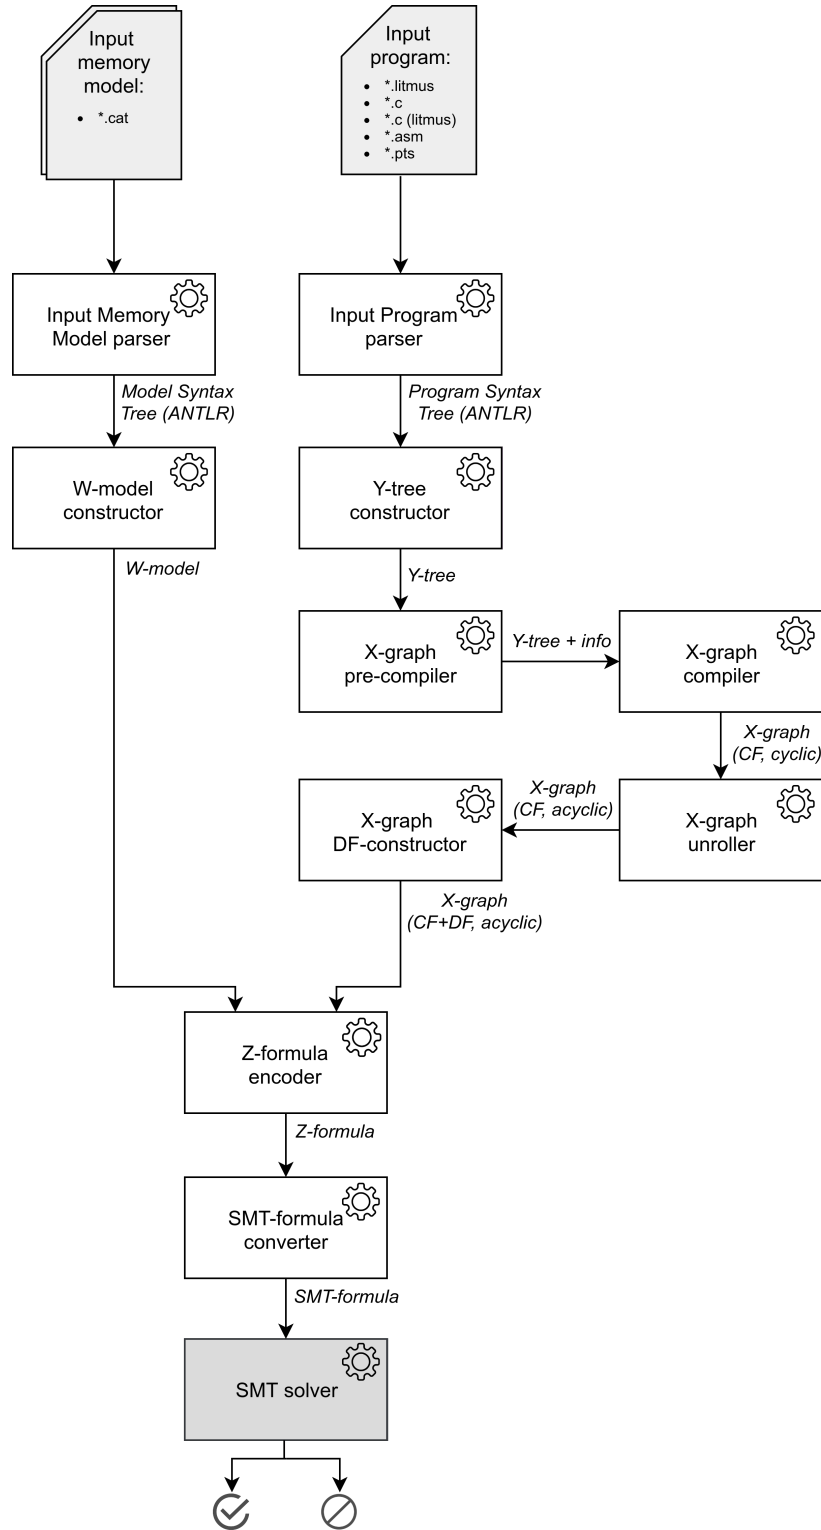 Input
memory
model:
• *.cat
Input
program:
• *.litmus
• *.c
• *.c (litmus)
• *.asm
• *.pts
Input Memory
Model parser
Input Program
parser
Model Syntax
Tree (ANTLR)
Program Syntax
Tree (ANTLR)
W-model
constructor
Y-tree
constructor
W-model
Y-tree
X-graph
pre-compiler
Y-tree + info
X-graph
compiler
X-graph
(CF, cyclic)
X-graph
DF-constructor
X-graph
(CF, acyclic)
X-graph
unroller
X-graph
(CF+DF, acyclic)
Z-formula
encoder
Z-formula
SMT-formula
converter
SMT-formula
SMT solver